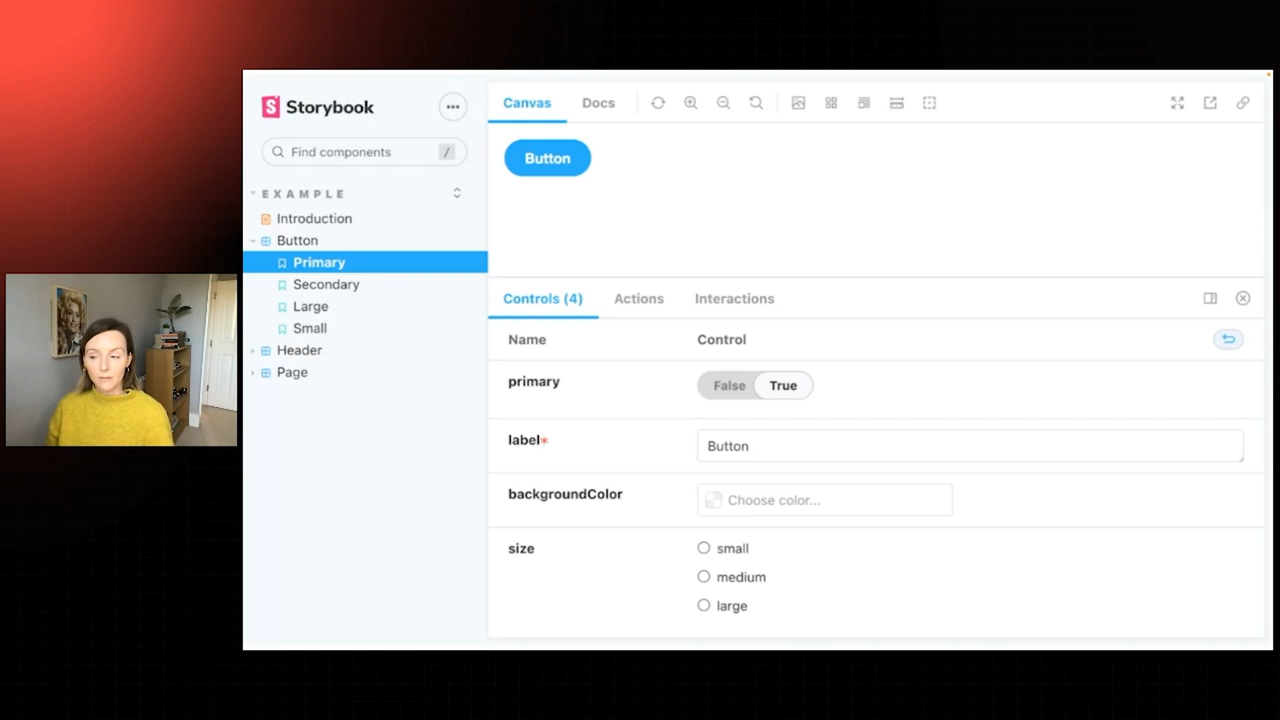 Storybook
Find components /
EXAMPLE
Introduction
Button
Primary
Secondary
Large
Small
Header
Page
Canvas Docs
Button
Controls (4) Actions Interactions
Name Control
primary False True
label* Button
backgroundColor Choose color...
size small
medium
large